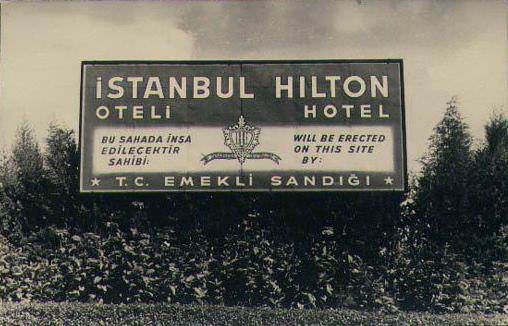 İSTANBUL HILTON
OTELİ HOTEL
BU SAHADA İNŞA
EDİLEÇEKTİR
SAHİBİ:
WILL BE ERECTED
ON THIS SITE
BY:
★ T.C. EMEKLİ SANDIĞI ★